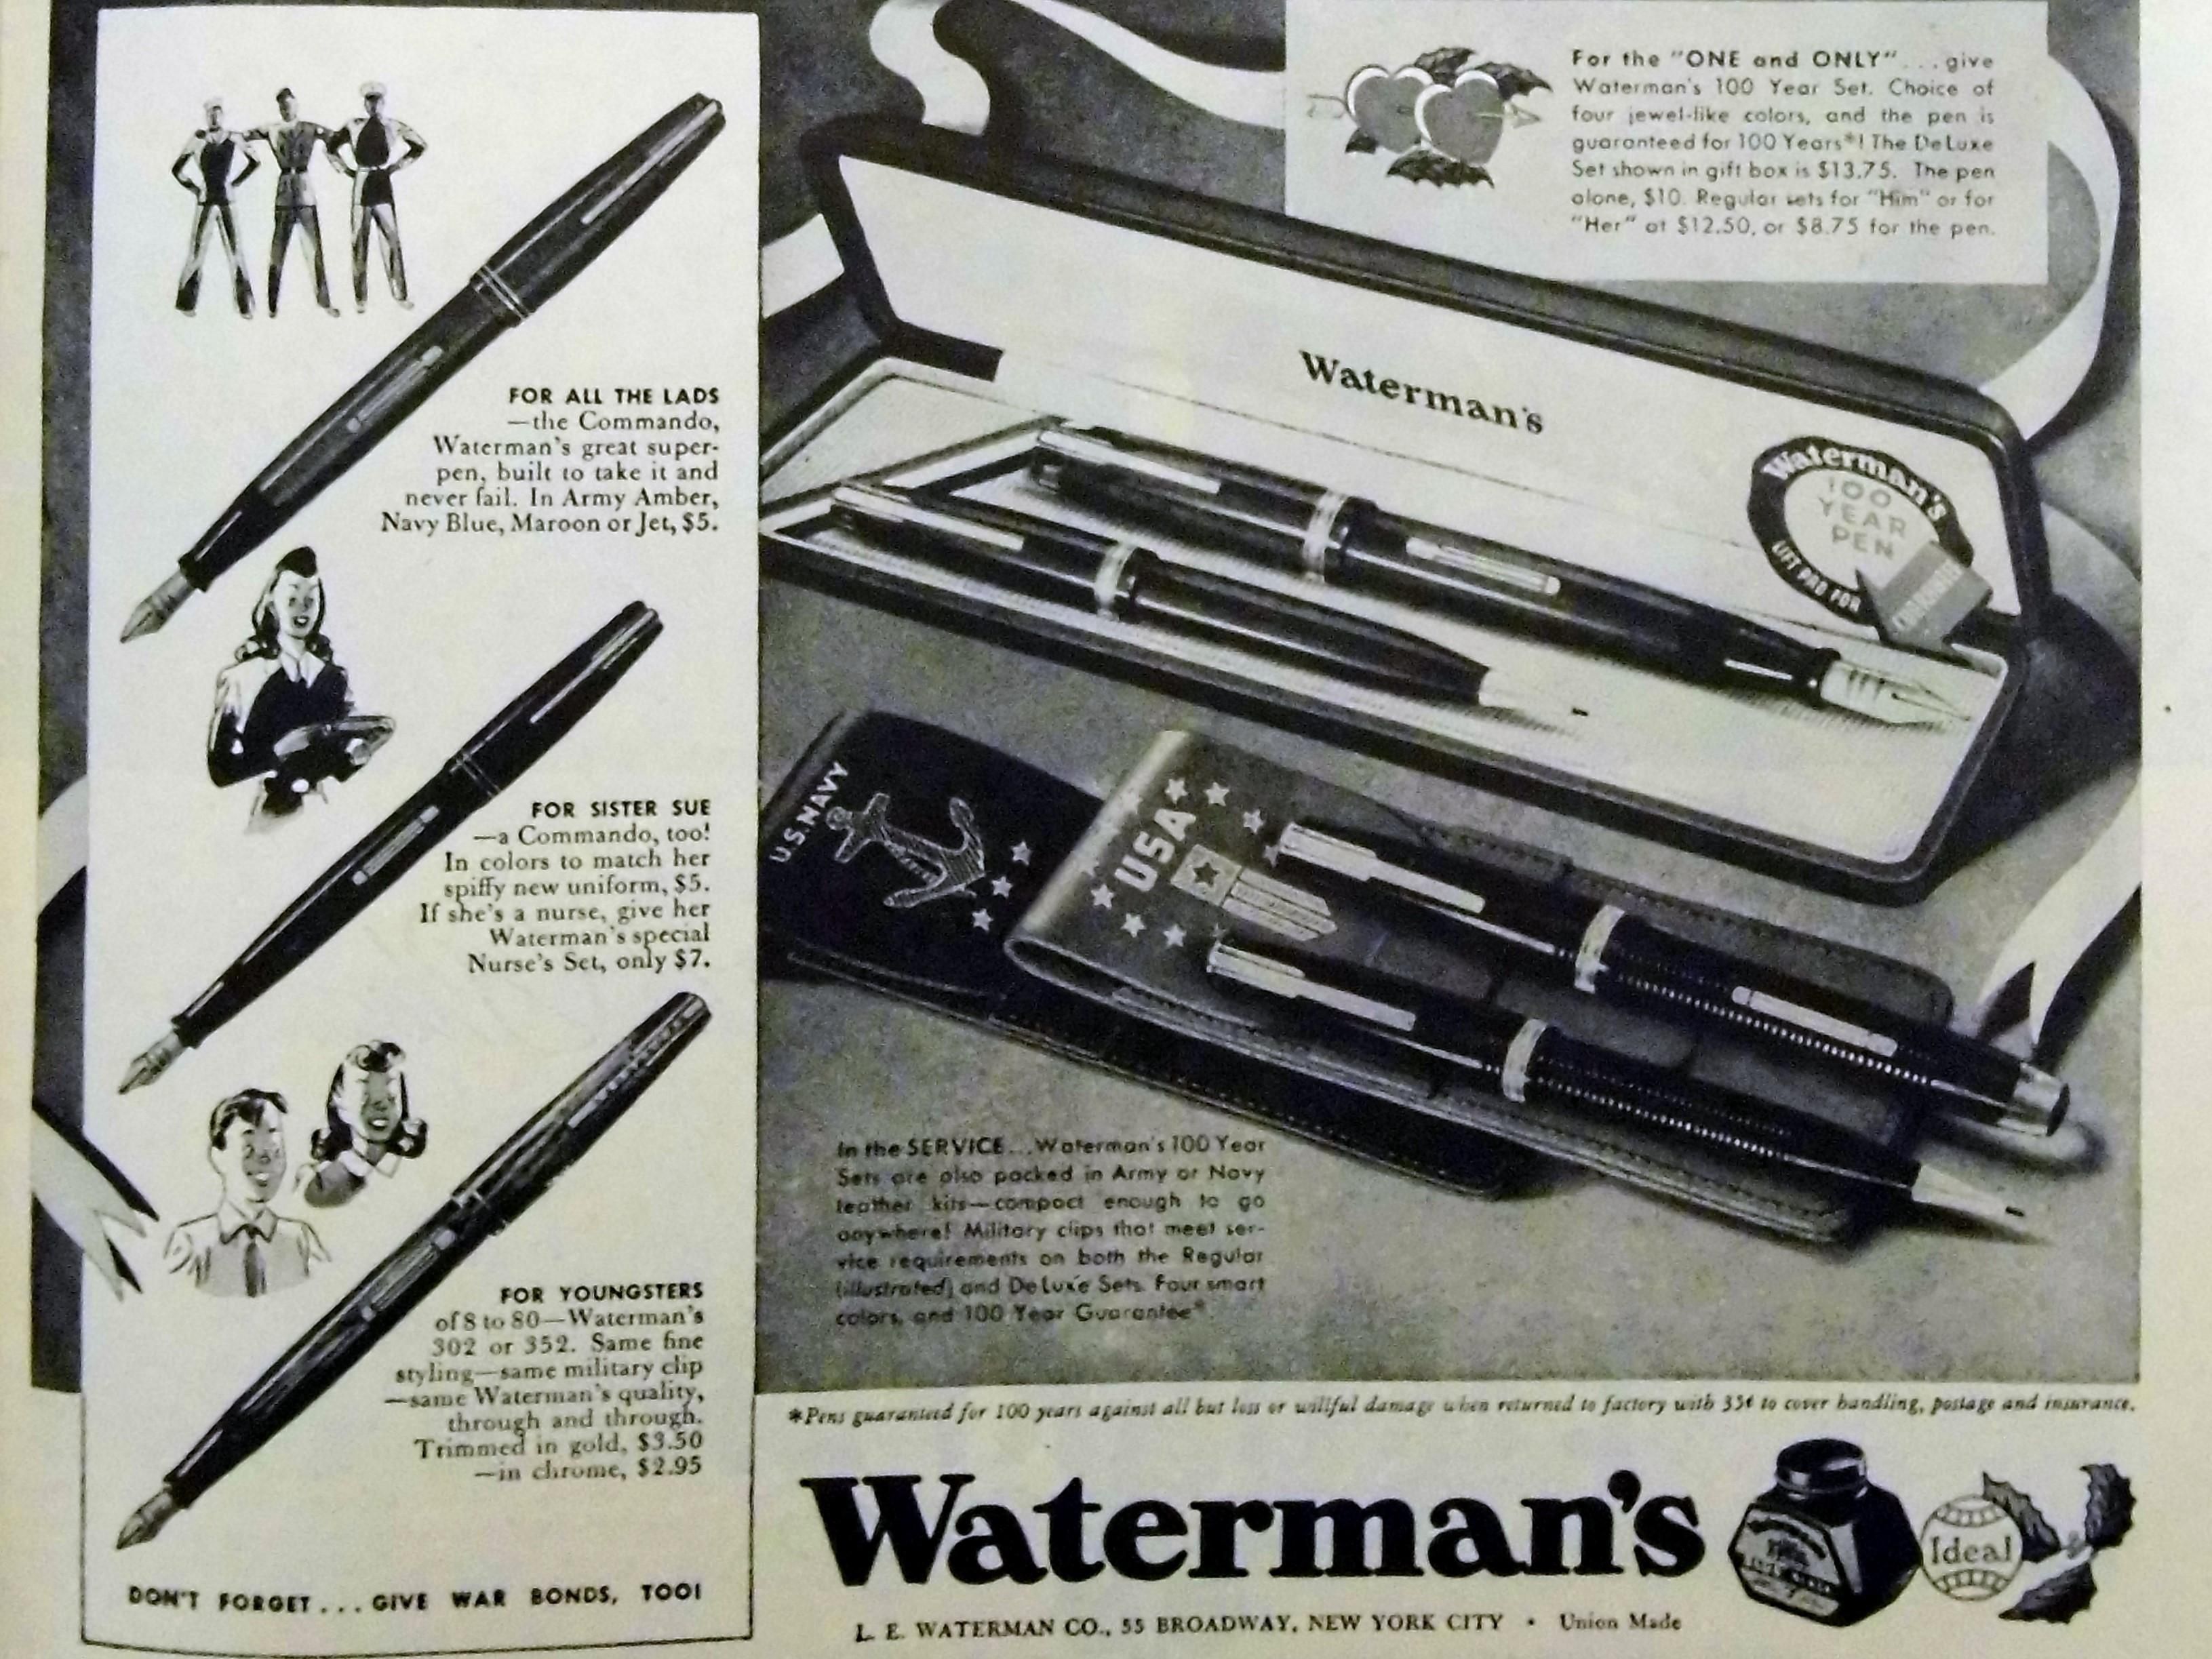 FOR ALL THE LADS
—the Commando,
Waterman's great super-
pen, built to take it and
never fail. In Army Amber,
Navy Blue, Maroon or Jet, $5.
FOR SISTER SUE
—a Commando, too!
In colors to match her
spiffy new uniform, $5.
If she's a nurse, give her
Waterman's special
Nurse's Set, only $7.
FOR YOUNGSTERS
of 8 to 80—Waterman's
302 or 352. Same fine
styling—same military clip
—same Waterman's quality,
through and through.
Trimmed in gold, $3.50
—in chrome, $2.95
DON'T FORGET...GIVE WAR BONDS, TOO!
For the "ONE and ONLY"...give
Waterman's 100 Year Set. Choice of
four jewel-like colors, and the pen is
guaranteed for 100 Years*! The DeLuxe
Set shown in gift box is $13.75. The pen
alone, $10. Regular sets for "Him" or for
"Her" at $12.50, or $8.75 for the pen.
Waterman's
Waterman's
100
YEAR
PEN
LIFT PAD FOR
U.S. NAVY
USA
In the SERVICE...Waterman's 100 Year
Sets are also packed in Army or Navy
leather kits—compact enough to go
anywhere! Military clips that meet ser-
vice requirements on both the Regular
(illustrated) and DeLuxe Sets. Four smart
colors, and 100 Year Guarantee*.
*Pens guaranteed for 100 years against all but loss or willful damage when returned to factory with 35¢ to cover handling, postage and insurance.
Waterman's
Ideal
L. E. WATERMAN CO., 55 BROADWAY, NEW YORK CITY • Union Made